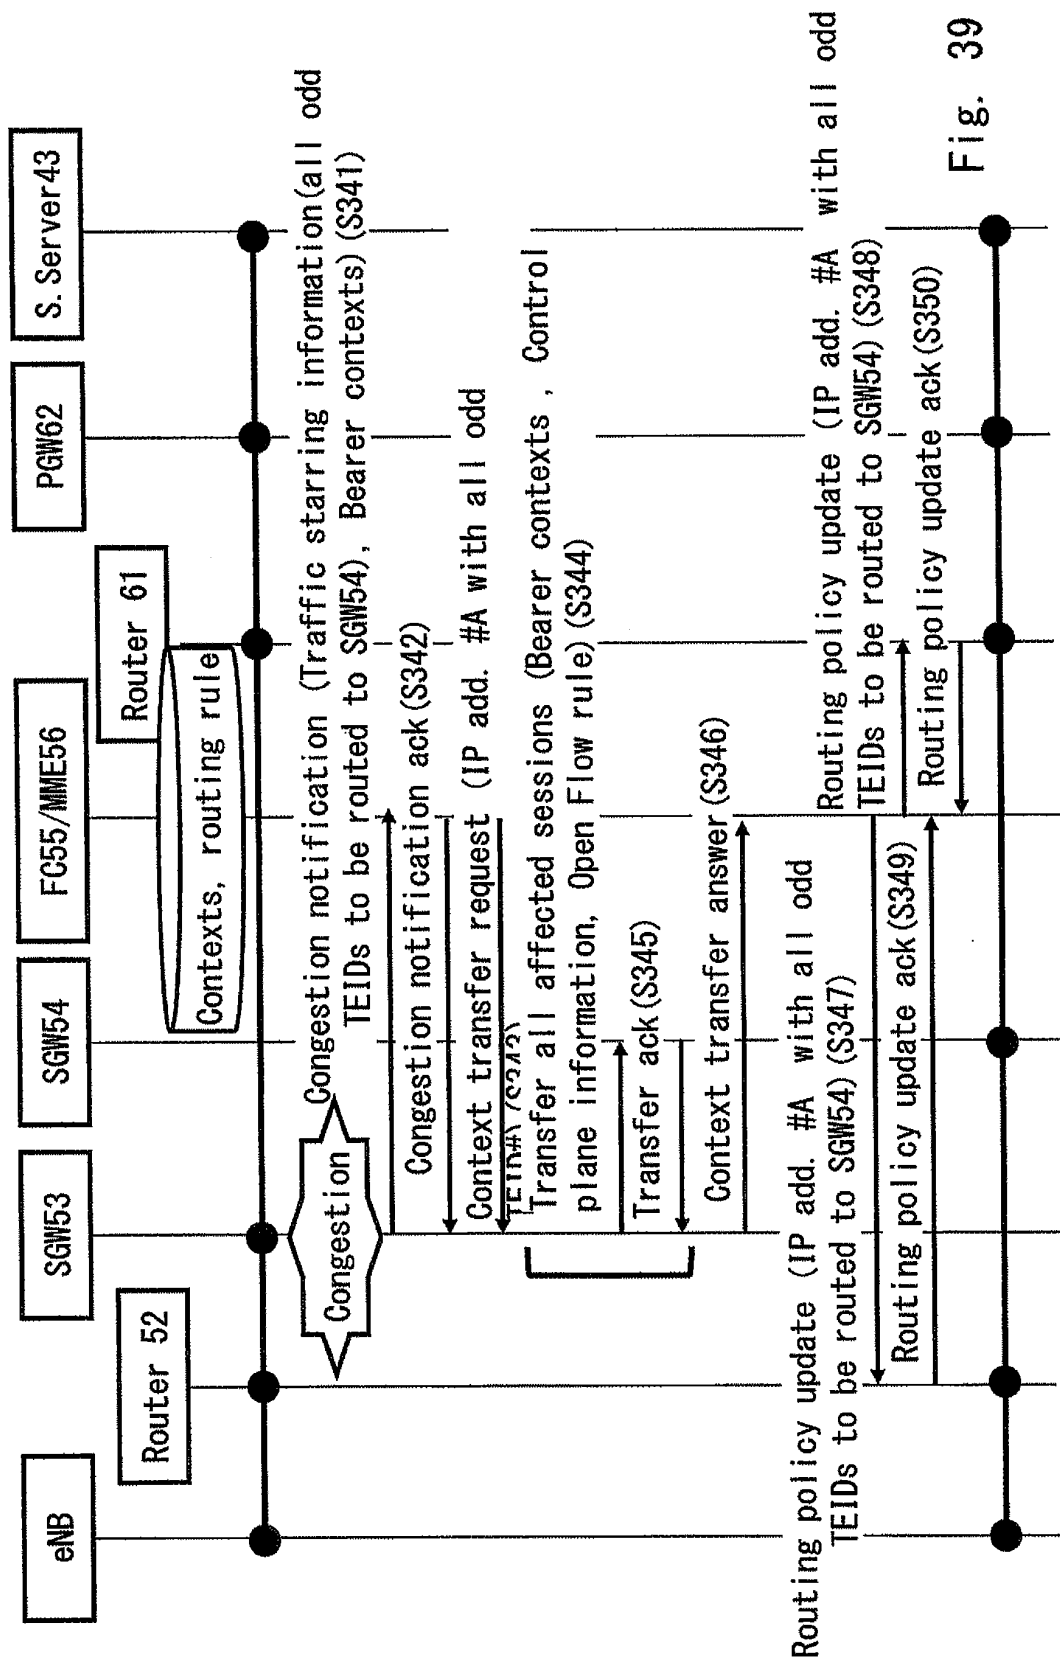 eNB
Router 52
SGW53
SGW54
FC55/MME56
Router 61
PGW62
S. Server43
Contexts, routing rule
Congestion
Congestion notification (Traffic starring information(all odd
TEIDs to be routed to SGW54), Bearer contexts) (S341)
Congestion notification ack(S342)
Context transfer request (IP add. #A with all odd
Transfer all affected sessions (Bearer contexts , Control
plane information, Open Flow rule) (S344)
Transfer ack(S345)
Context transfer answer(S346)
Routing policy update (IP add. #A with all odd
TEIDs to be routed to SGW54) (S347)
Routing policy update (IP add. #A with all odd
TEIDs to be routed to SGW54) (S348)
Routing policy update ack(S349)
Routing policy update ack(S350)
Fig. 39